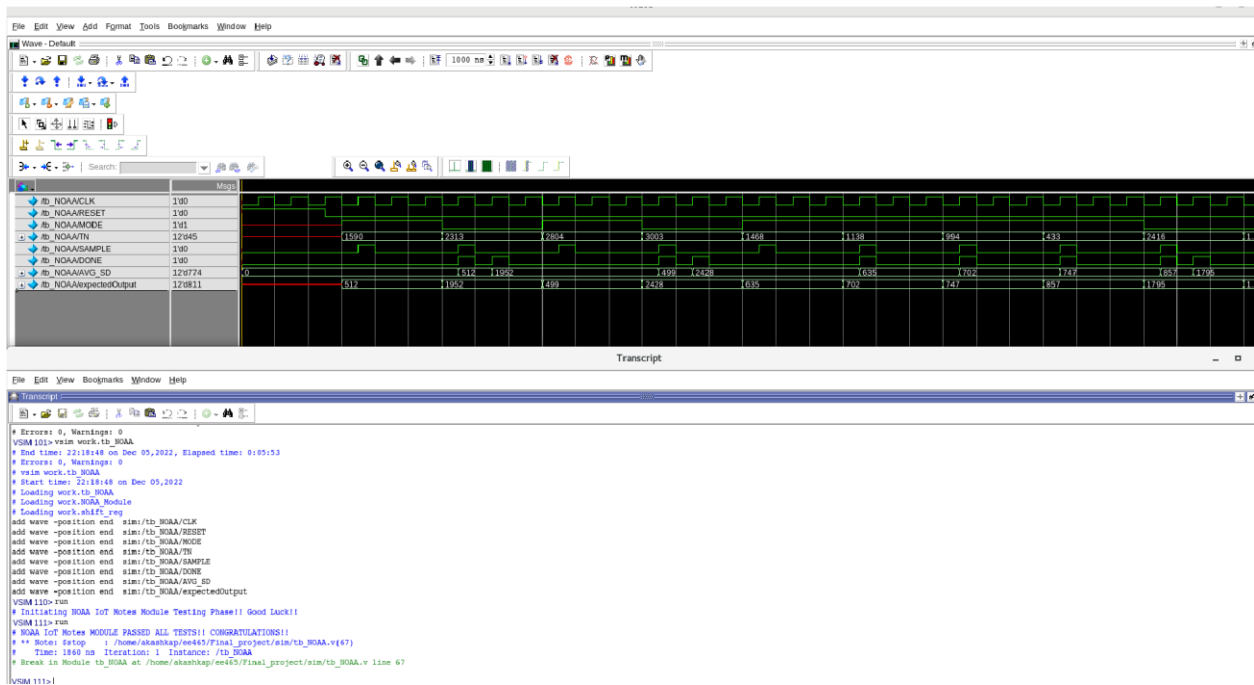 File Edit View Add Format Tools Bookmarks Window Help
Wave - Default
1000 ns
Search:
Msgs
/tb_NOAA/CLK 1'd0
/tb_NOAA/RESET 1'd0
/tb_NOAA/MODE 1'd1
/tb_NOAA/TN 12'd45 1590 2313 2804 3003 1468 1138 994 433 2416 1.
/tb_NOAA/SAMPLE 1'd0
/tb_NOAA/DONE 1'd0
/tb_NOAA/AVG_SD 12'd774 0 512 1952 499 2428 635 702 747 857 1795
/tb_NOAA/expectedOutput 12'd811 512 1952 499 2428 635 702 747 857 1795 1.
Transcript
File Edit View Bookmarks Window Help
Transcript
# Errors: 0, Warnings: 0
VSIM 101> vsim work.tb_NOAA
# End time: 22:18:48 on Dec 05,2022, Elapsed time: 0:05:53
# Errors: 0, Warnings: 0
# vsim work.tb_NOAA
# Start time: 22:18:48 on Dec 05,2022
# Loading work.tb_NOAA
# Loading work.NOAA_Module
# Loading work.shift_reg
add wave -position end sim:/tb_NOAA/CLK
add wave -position end sim:/tb_NOAA/RESET
add wave -position end sim:/tb_NOAA/MODE
add wave -position end sim:/tb_NOAA/TN
add wave -position end sim:/tb_NOAA/SAMPLE
add wave -position end sim:/tb_NOAA/DONE
add wave -position end sim:/tb_NOAA/AVG_SD
add wave -position end sim:/tb_NOAA/expectedOutput
VSIM 110> run
# Initiating NOAA IoT Motes Module Testing Phase!! Good Luck!!
VSIM 111> run
# NOAA IoT Motes MODULE PASSED ALL TESTS!! CONGRATULATIONS!!
# ** Note: $stop : /home/akashkap/ee465/Final_project/sim/tb_NOAA.v(67)
# Time: 1860 ns Iteration: 1 Instance: /tb_NOAA
# Break in Module tb_NOAA at /home/akashkap/ee465/Final_project/sim/tb_NOAA.v line 67
VSIM 111>